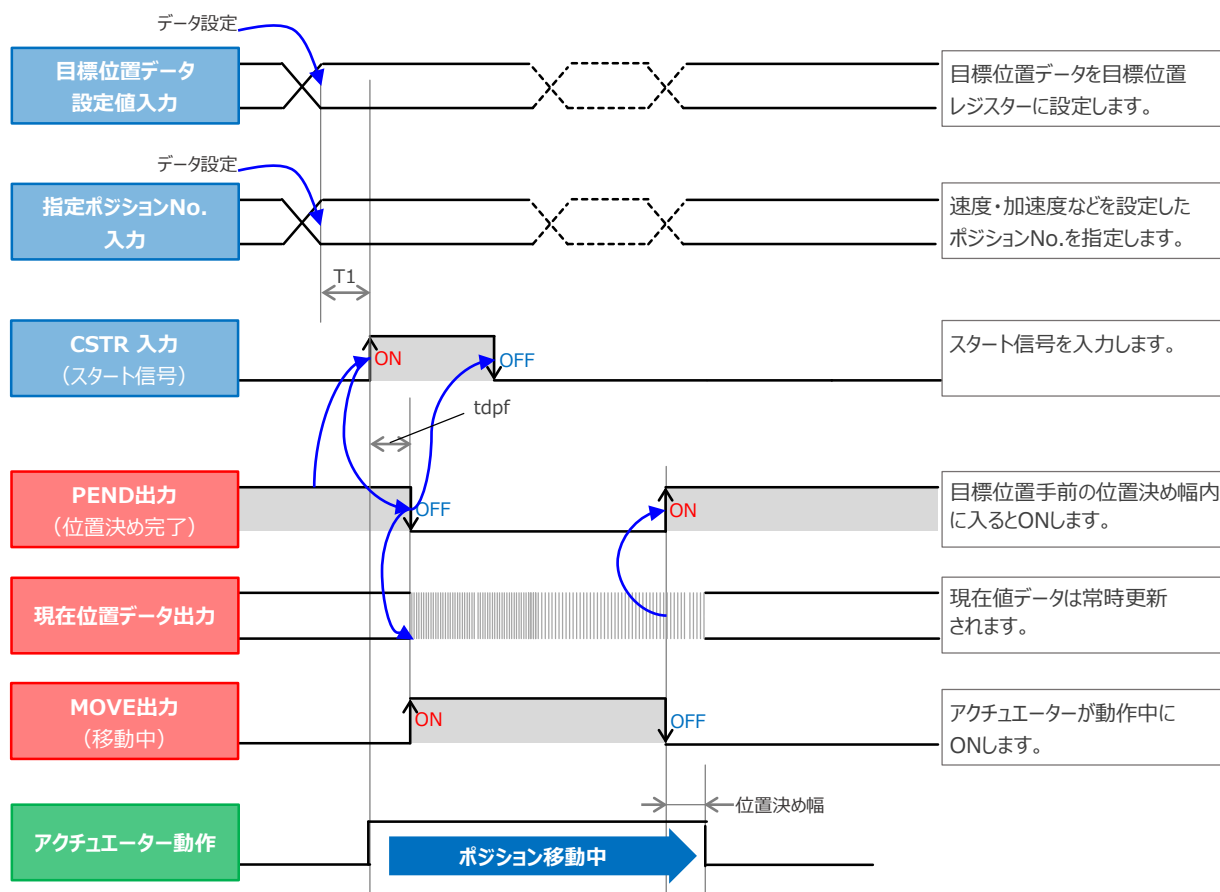 データ設定
目標位置データ
設定値入力
目標位置データを目標位置
レジスターに設定します。
データ設定
指定ポジションNo.
入力
速度・加速度などを設定した
ポジションNo.を指定します。
T1
CSTR 入力
（スタート信号）
ON
OFF
スタート信号を入力します。
tdpf
PEND出力
（位置決め完了）
OFF
ON
目標位置手前の位置決め幅内
に入るとONします。
現在位置データ出力
現在値データは常時更新
されます。
MOVE出力
（移動中）
ON
OFF
アクチュエーターが動作中に
ONします。
位置決め幅
アクチュエーター動作
ポジション移動中